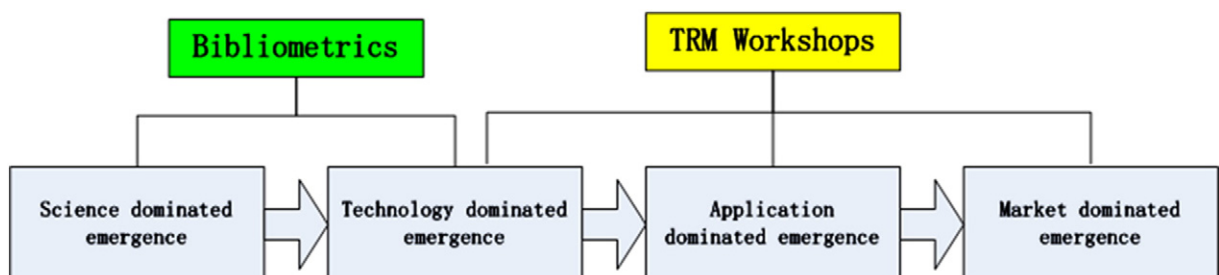 Bibliometrics
TRM Workshops
Science dominated
emergence
Technology dominated
emergence
Application
dominated emergence
Market dominated
emergence